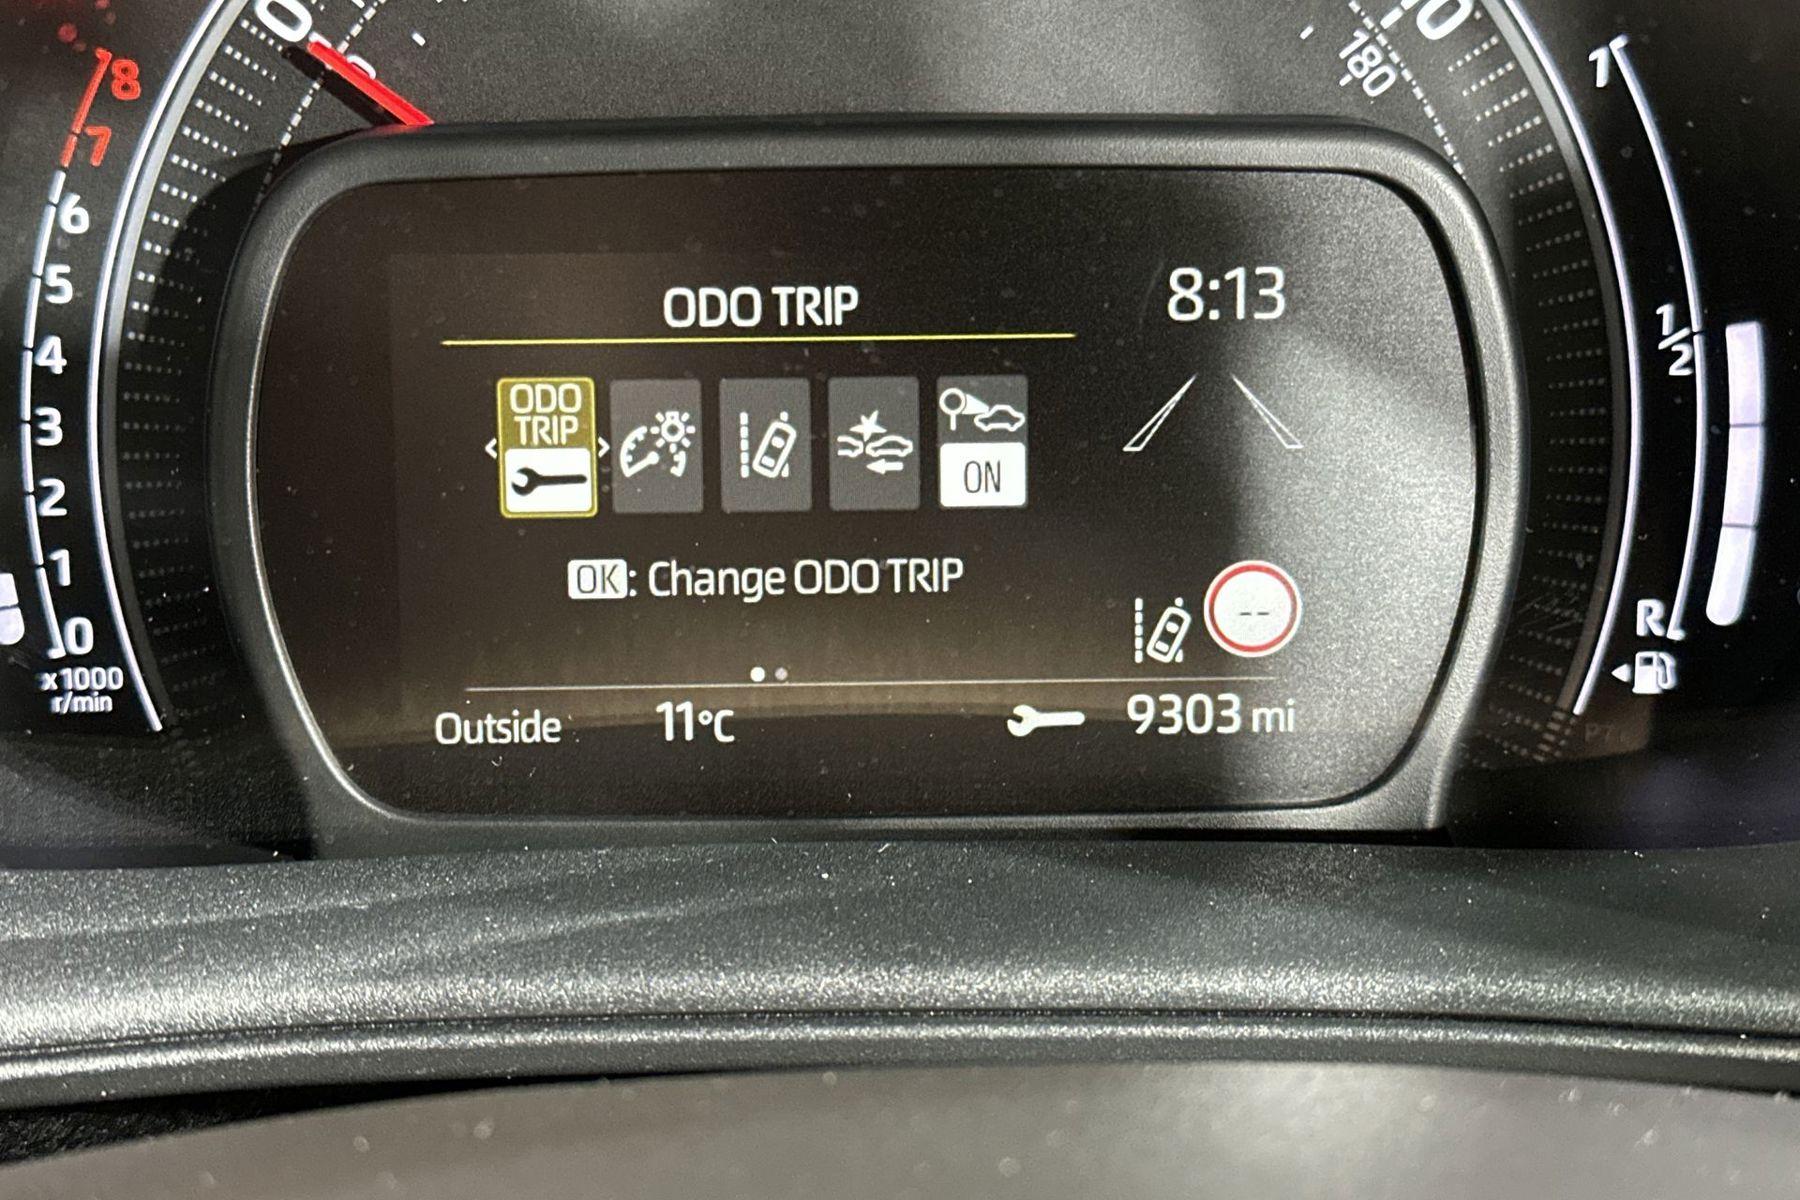 0
180
8
7
6
5
4
3
2
1
0
x1000
r/min
ODO TRIP
8:13
ODO
TRIP
ON
OK: Change ODO TRIP
--
Outside 11°C
9303 mi
1
1/2
R